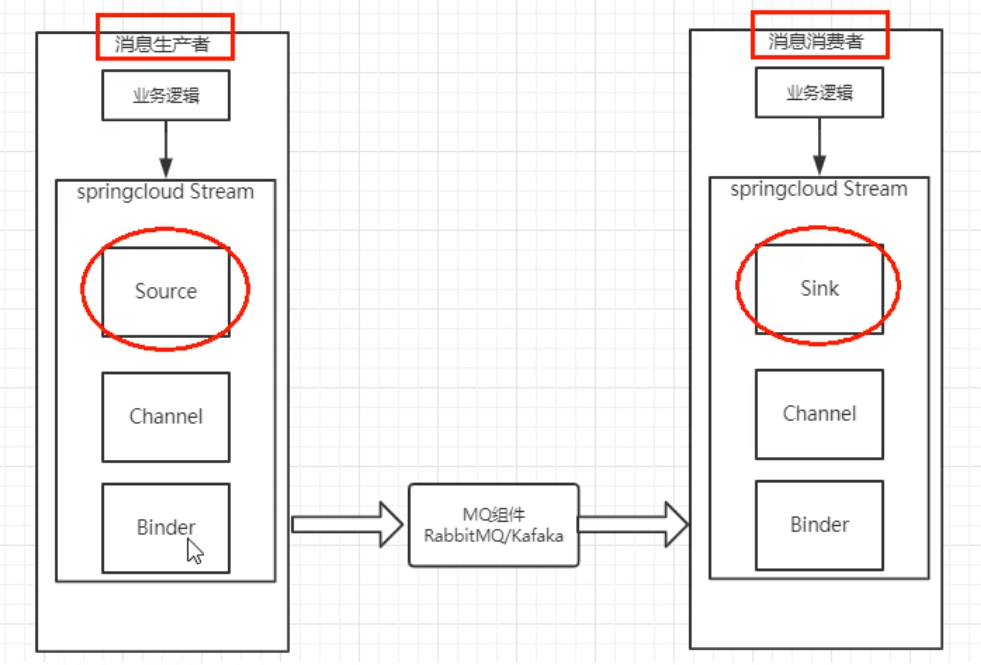 消息生产者
业务逻辑
springcloud Stream
Source
Channel
Binder
MQ组件
RabbitMQ/Kafaka
消息消费者
业务逻辑
springcloud Stream
Sink
Channel
Binder